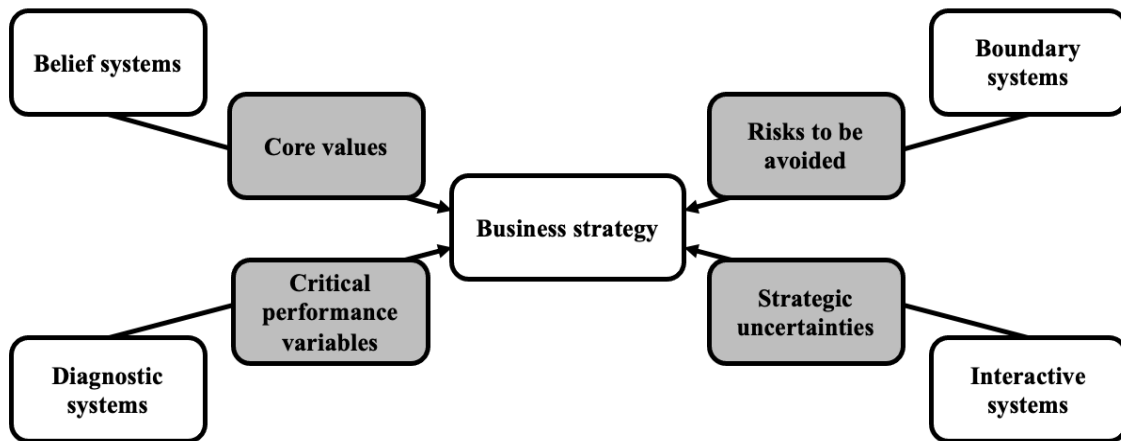 Belief systems
Boundary
systems
Core values
Risks to be
avoided
Business strategy
Critical
performance
variables
Strategic
uncertainties
Diagnostic
systems
Interactive
systems